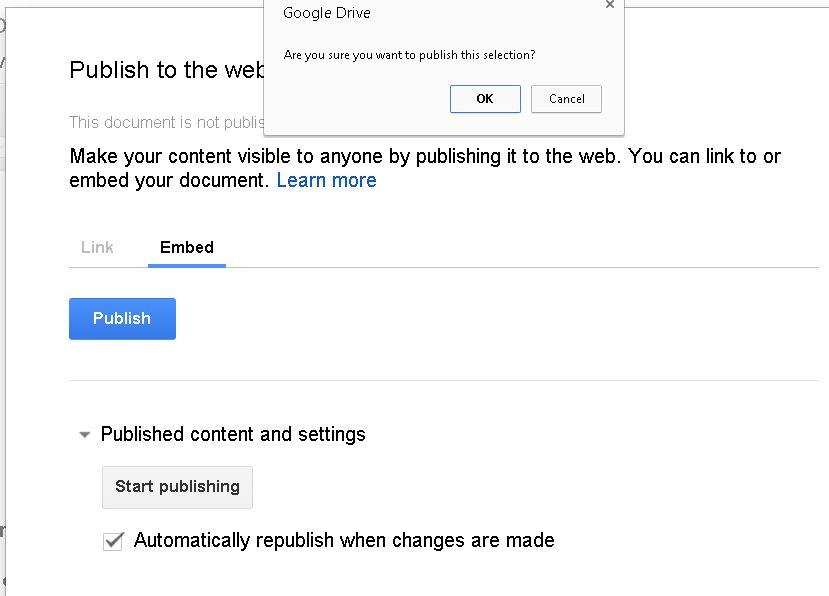 Google Drive
Are you sure you want to publish this selection?
OK Cancel
Publish to the web
This document is not
Make your content visible to anyone by publishing it to the web. You can link to or
embed your document. Learn more
Link Embed
Publish
Published content and settings
Start publishing
Automatically republish when changes are made